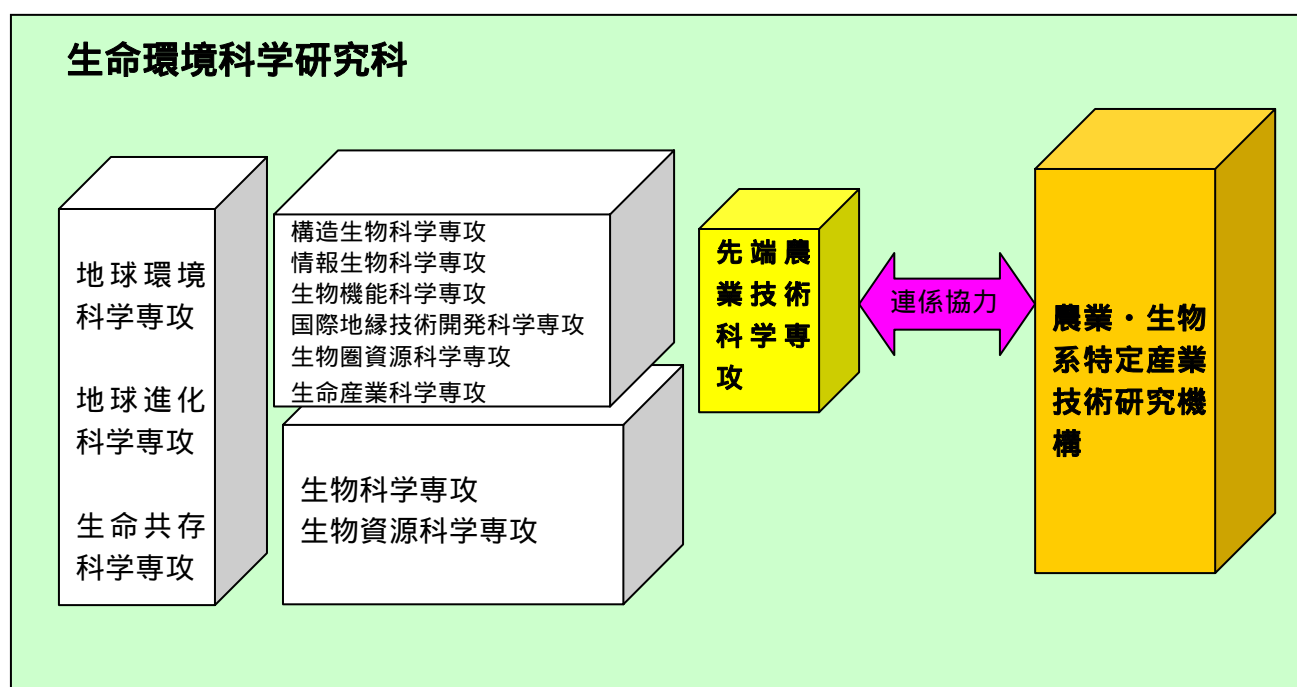 生命環境科学研究科
地球環境
科学専攻
地球進化
科学専攻
生命共存
科学専攻
構造生物科学専攻
情報生物科学専攻
生物機能科学専攻
国際地縁技術開発科学専攻
生物圏資源科学専攻
生命産業科学専攻
生物科学専攻
生物資源科学専攻
先端農
業技術
科学専
攻
連係協力
農業・生物
系特定産業
技術研究機
構